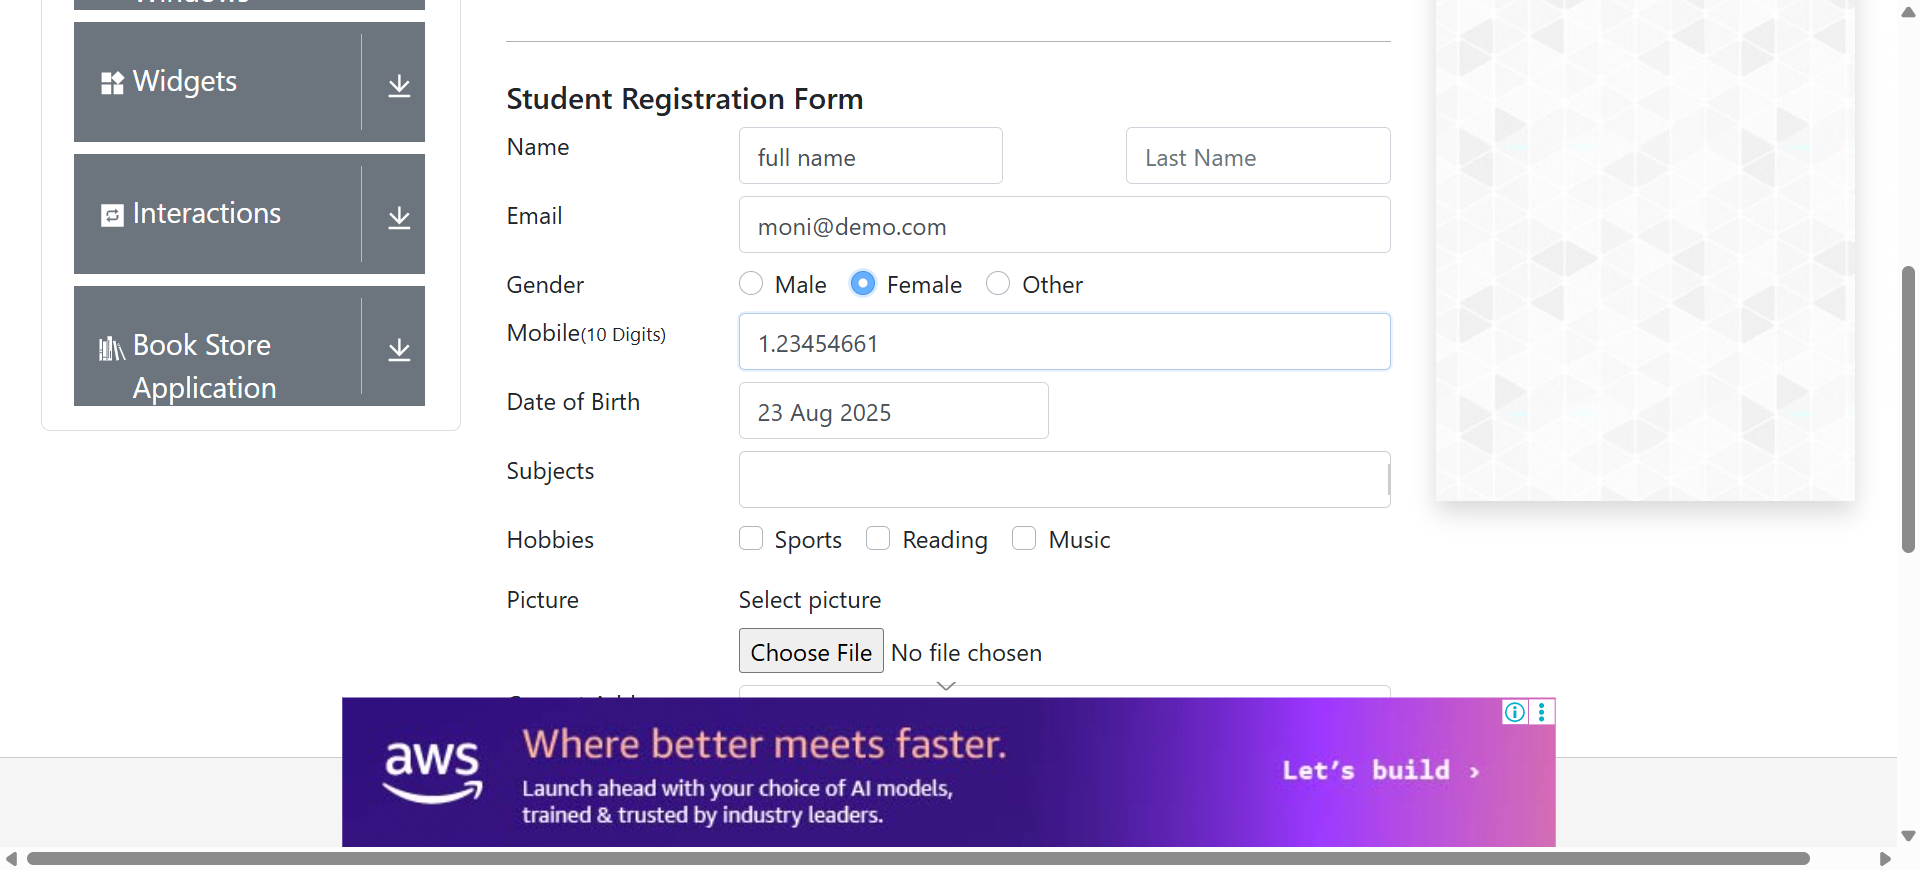 Widgets
Interactions
Book Store
Application
Student Registration Form
Name
full name
Last Name
Email
moni@demo.com
Gender
Male
Female
Other
Mobile(10 Digits)
1.23454661
Date of Birth
23 Aug 2025
Subjects
Hobbies
Sports
Reading
Music
Picture
Select picture
Choose File
No file chosen
aws
Where better meets faster.
Launch ahead with your choice of AI models,
trained & trusted by industry leaders.
Let's build ›